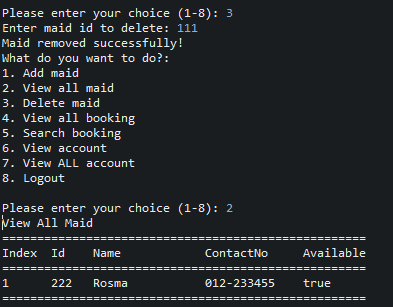 Please enter your choice (1-8): 3
Enter maid id to delete: 111
Maid removed successfully!
What do you want to do?:
1. Add maid
2. View all maid
3. Delete maid
4. View all booking
5. Search booking
6. View account
7. View ALL account
8. Logout
Please enter your choice (1-8): 2
View All Maid
====================================================
Index Id Name ContactNo Available
====================================================
1 222 Rosma 012-233455 true
====================================================